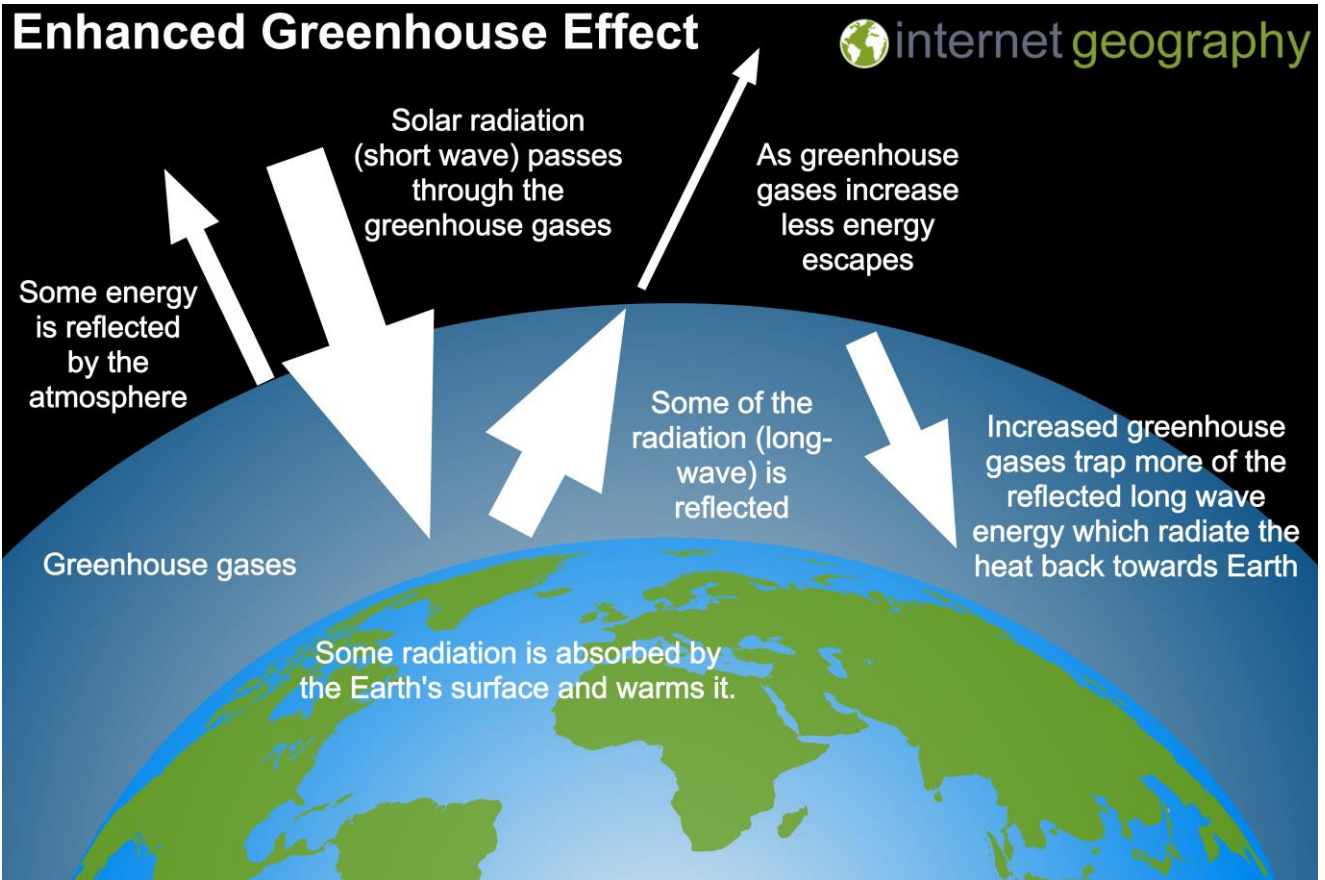 Enhanced Greenhouse Effect
internet geography
Solar radiation
(short wave) passes
through the
greenhouse gases
As greenhouse
gases increase
less energy
escapes
Some energy
is reflected
by the
atmosphere
Some of the
radiation (long-
wave) is
reflected
Increased greenhouse
gases trap more of the
reflected long wave
energy which radiate the
heat back towards Earth
Greenhouse gases
Some radiation is absorbed by
the Earth's surface and warms it.